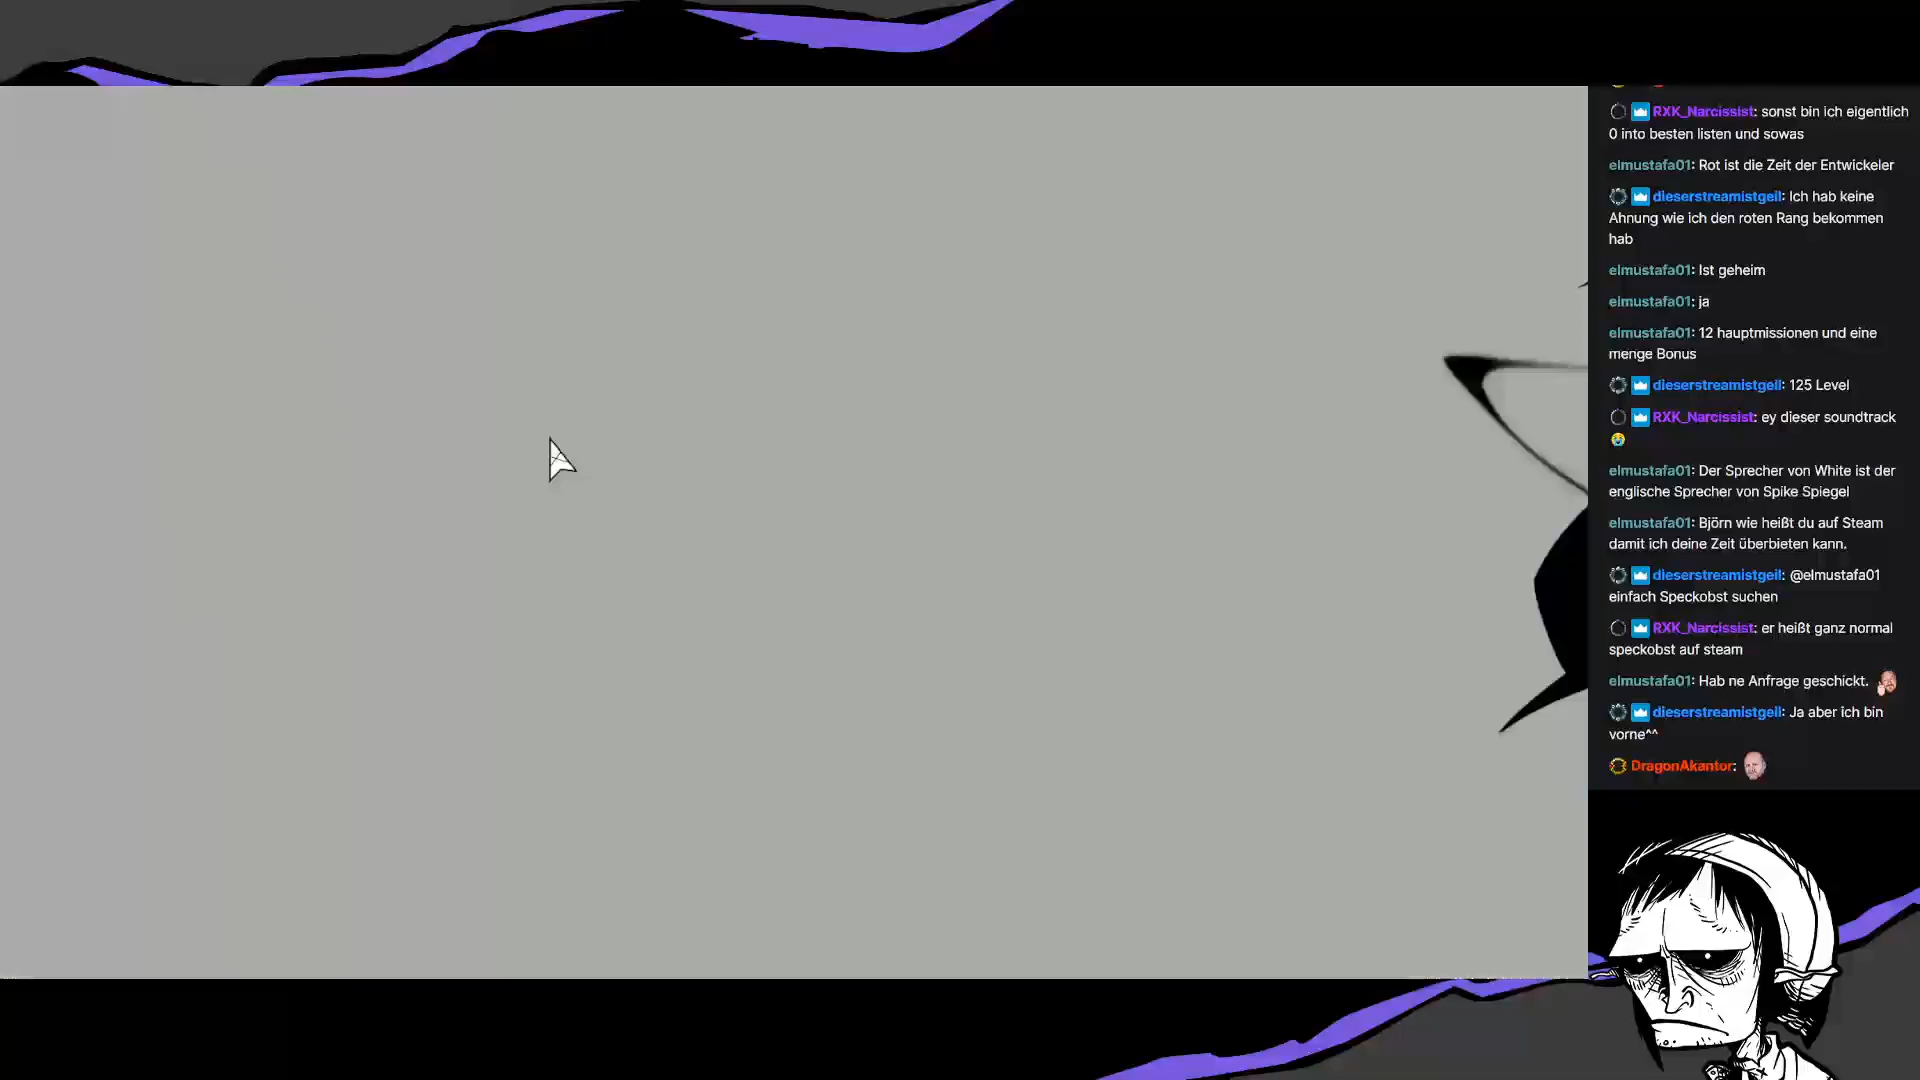 RXK_Narcissist: sonst bin ich eigentlich
0 into besten listen und sowas
elmustafa01: Rot ist die Zeit der Entwickeler
dieserstreamistgeil: Ich hab keine
Ahnung wie ich den roten Rang bekommen
hab
elmustafa01: Ist geheim
elmustafa01: ja
elmustafa01: 12 hauptmissionen und eine
menge Bonus
dieserstreamistgeil: 125 Level
RXK_Narcissist: ey dieser soundtrack
😭
elmustafa01: Der Sprecher von White ist der
englische Sprecher von Spike Spiegel
elmustafa01: Björn wie heißt du auf Steam
damit ich deine Zeit überbieten kann.
dieserstreamistgeil: @elmustafa01
einfach Speckobst suchen
RXK_Narcissist: er heißt ganz normal
speckobst auf steam
elmustafa01: Hab ne Anfrage geschickt.
dieserstreamistgeil: Ja aber ich bin
vorne^^
DragonAkantor: